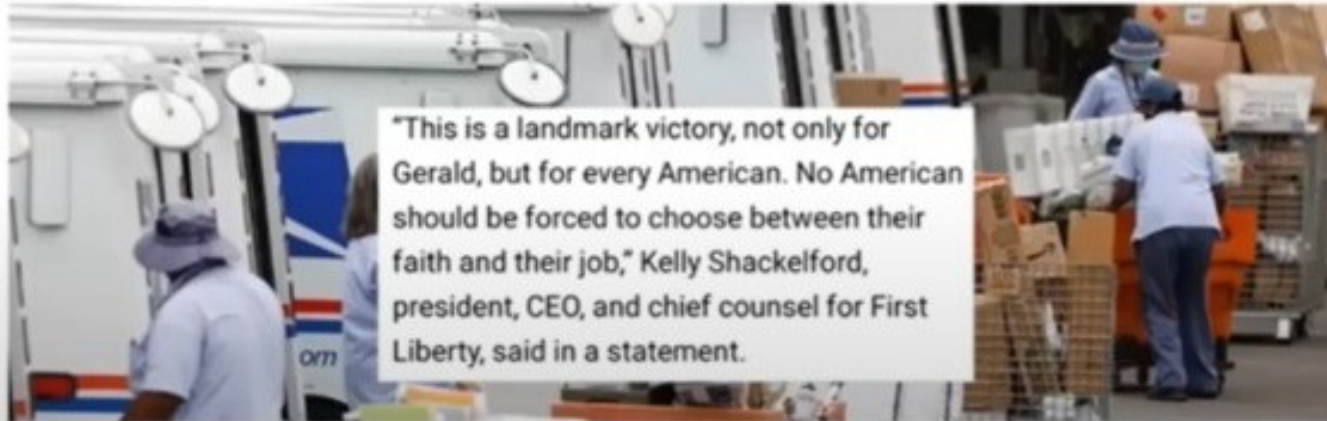 "This is a landmark victory, not only for
Gerald, but for every American. No American
should be forced to choose between their
faith and their job," Kelly Shackelford,
president, CEO, and chief counsel for First
Liberty, said in a statement.
om